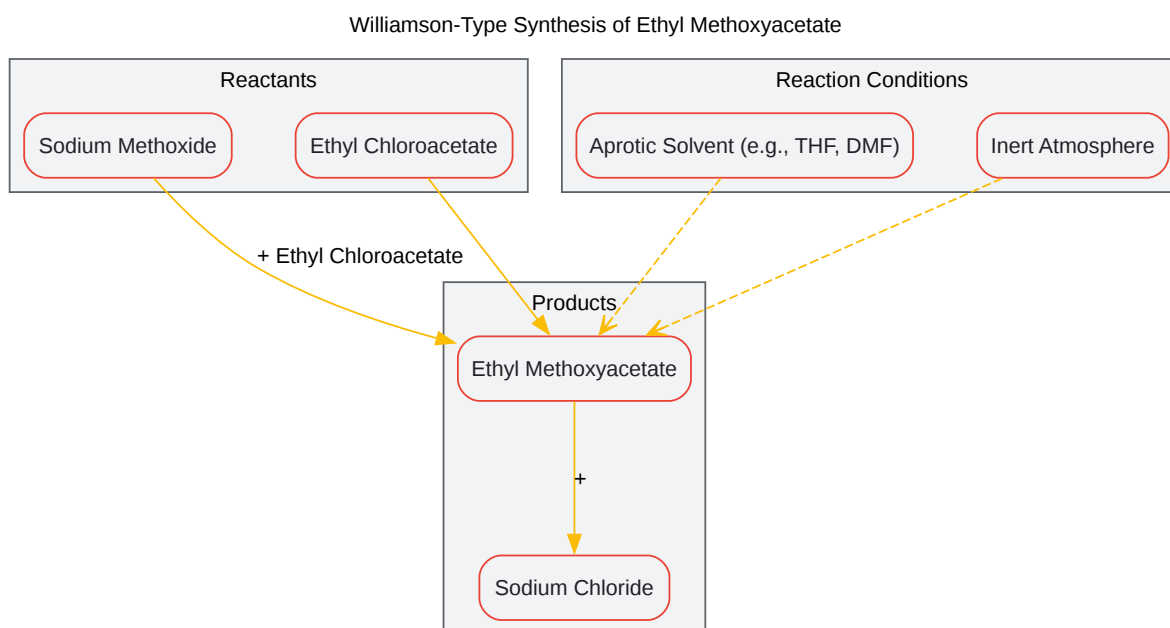 Williamson-Type Synthesis of Ethyl Methoxyacetate
Reactants
Reaction Conditions
Sodium Methoxide
Ethyl Chloroacetate
Aprotic Solvent (e.g., THF, DMF)
Inert Atmosphere
+ Ethyl Chloroacetate
Products
Ethyl Methoxyacetate
+
Sodium Chloride